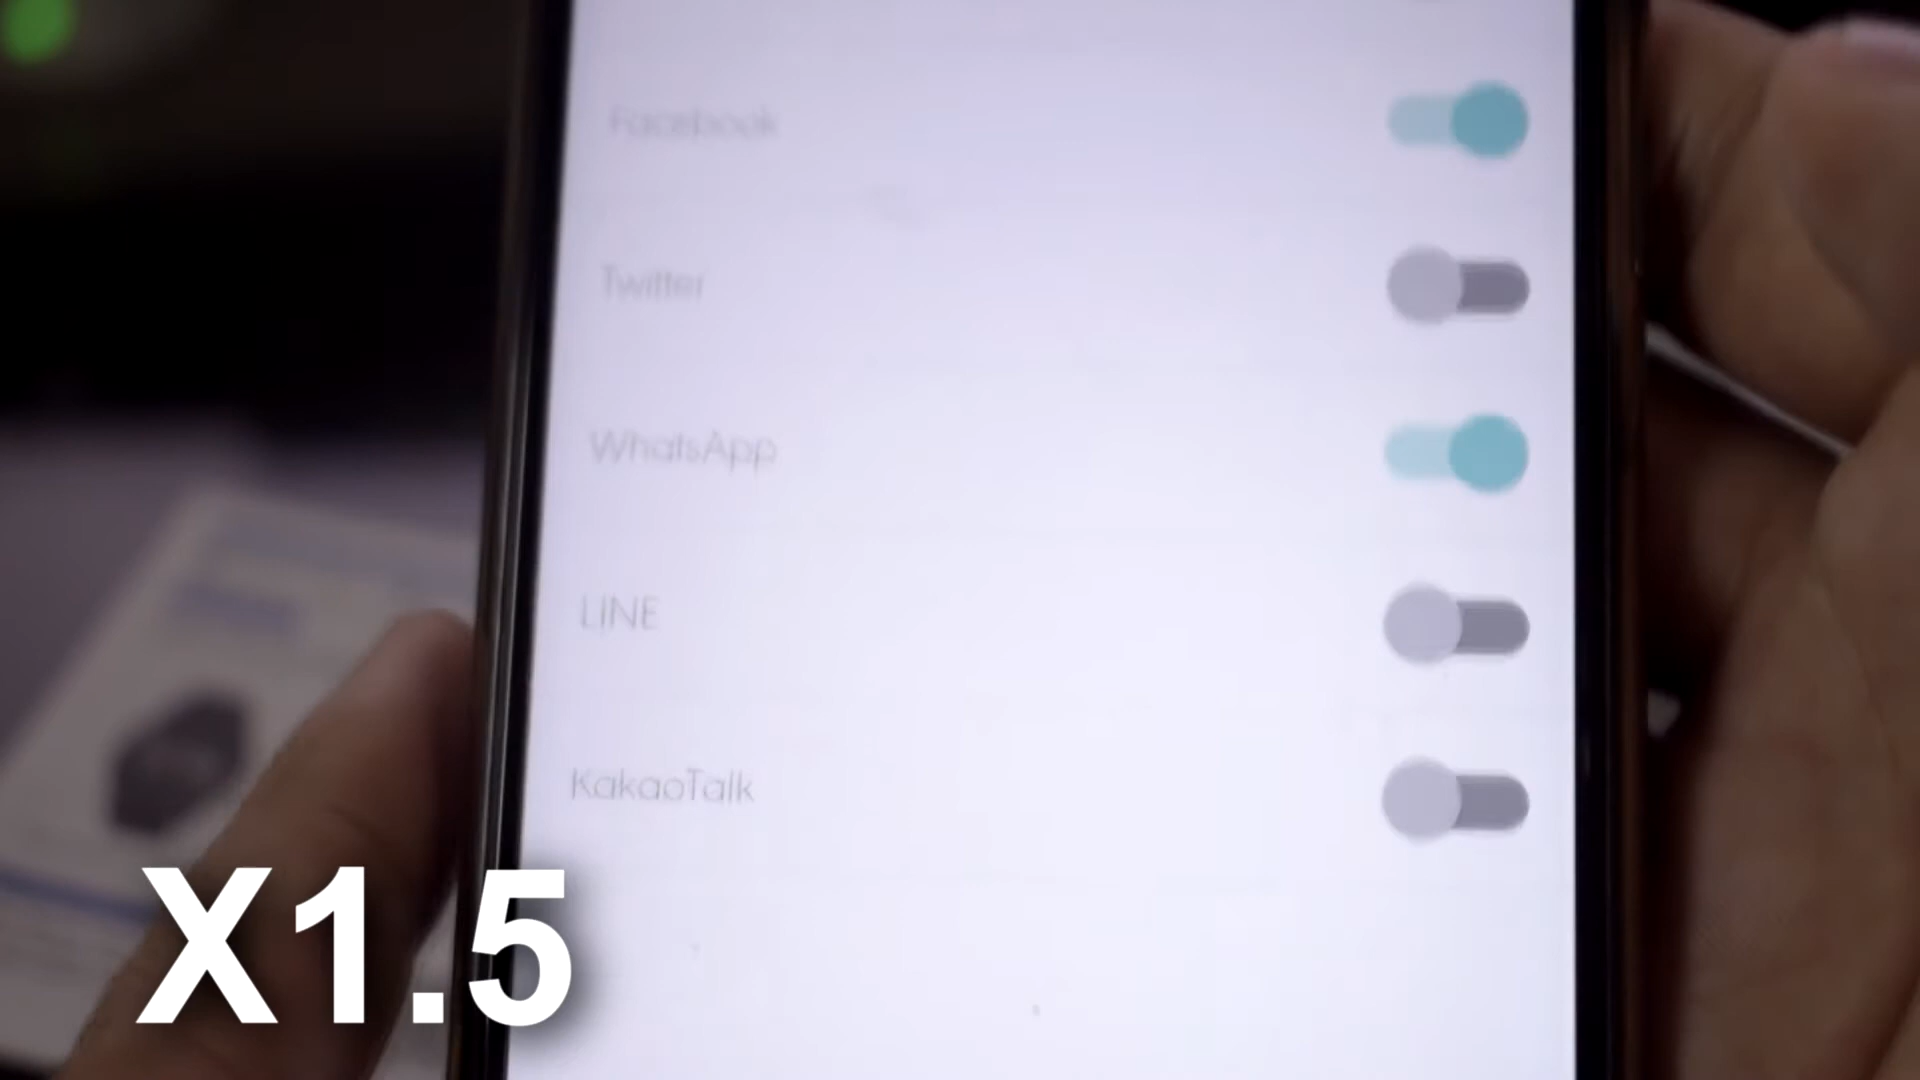 Facebook
Twitter
WhatsApp
LINE
KakaoTalk
X1.5